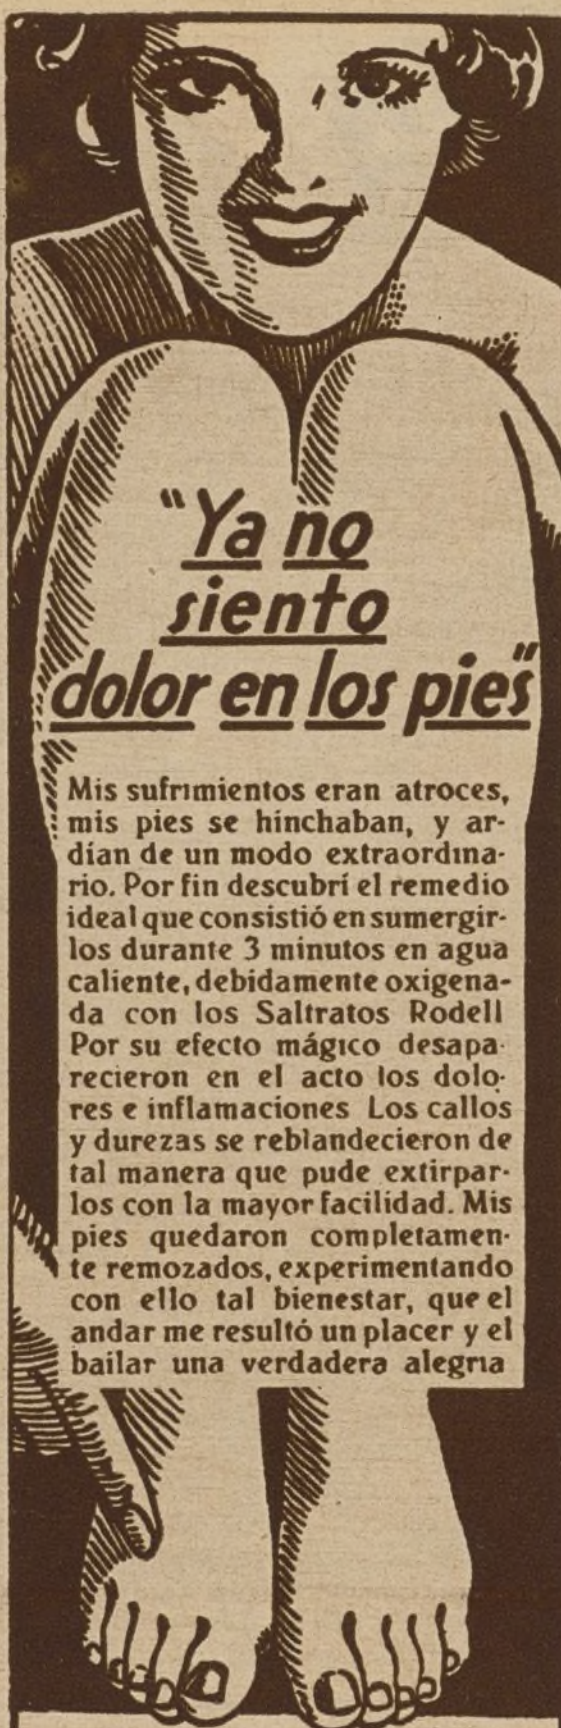 "Ya no
siento
dolor en los pies"
Mis sufrimientos eran atroces,
mis pies se hinchaban, y ar-
dían de un modo extraordina-
rio. Por fin descubrí el remedio
ideal que consistió en sumergir-
los durante 3 minutos en agua
caliente, debidamente oxigena-
da con los Saltratos Rodell
Por su efecto mágico desapa-
recieron en el acto los dolo-
res e inflamaciones Los callos
y durezas se reblandecieron de
tal manera que pude extirpar-
los con la mayor facilidad. Mis
pies quedaron completamen-
te remozados, experimentando
con ello tal bienestar, que el
andar me resultó un placer y el
bailar una verdadera alegria